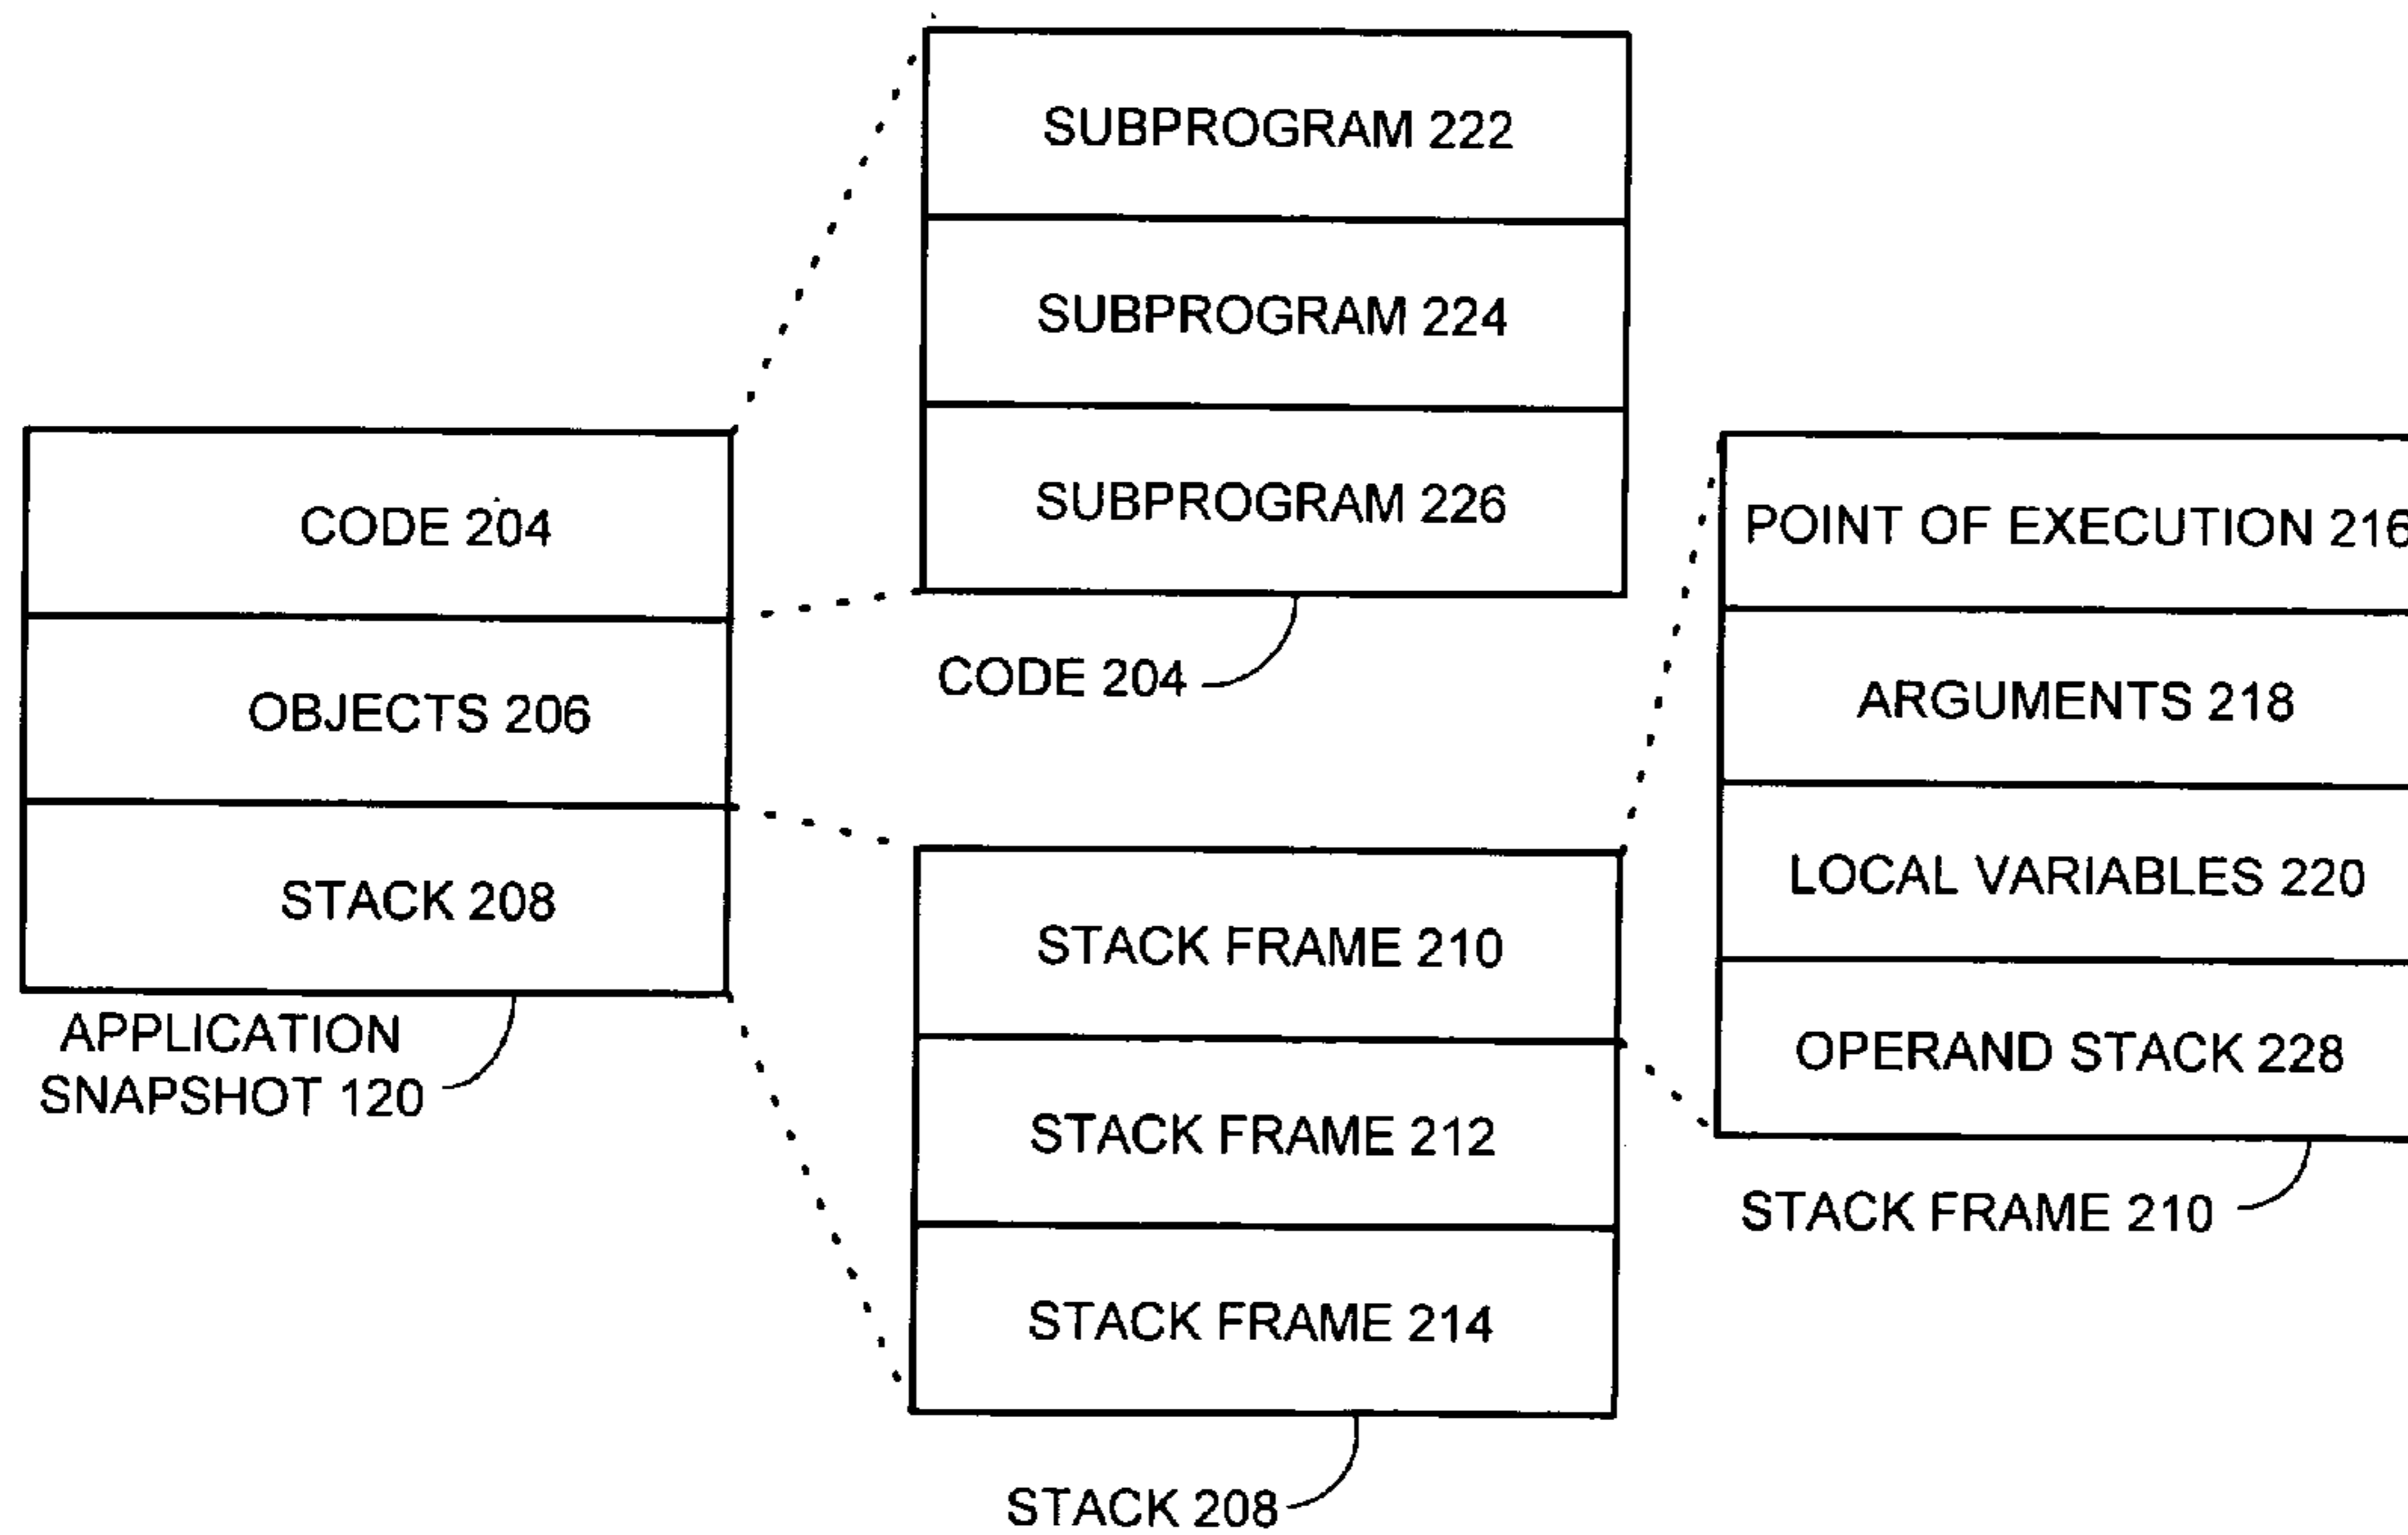 SUBPROGRAM 222
SUBPROGRAM 224
SUBPROGRAM 226
CODE 204
CODE 204
OBJECTS 206
STACK 208
APPLICATION
SNAPSHOT 120
STACK FRAME 210
STACK FRAME 212
STACK FRAME 214
STACK 208
POINT OF EXECUTION 216
ARGUMENTS 218
LOCAL VARIABLES 220
OPERAND STACK 228
STACK FRAME 210